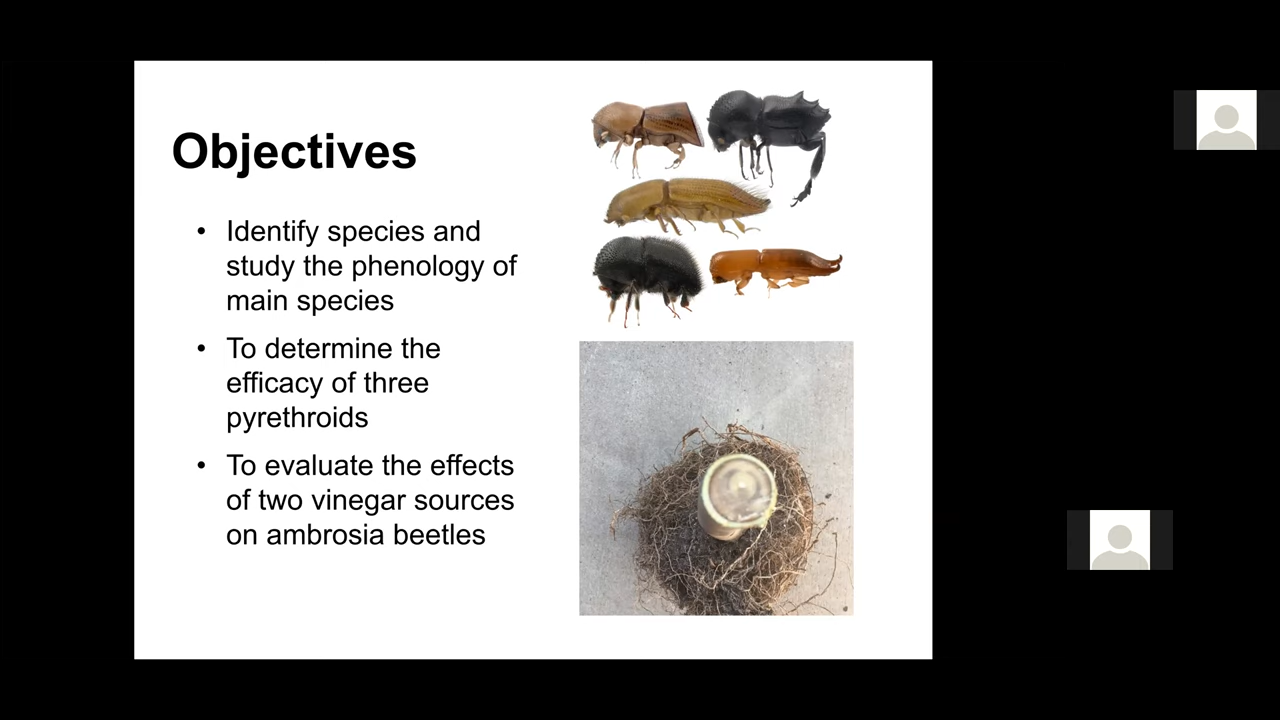 Objectives
• Identify species and
study the phenology of
main species
• To determine the
efficacy of three
pyrethroids
• To evaluate the effects
of two vinegar sources
on ambrosia beetles